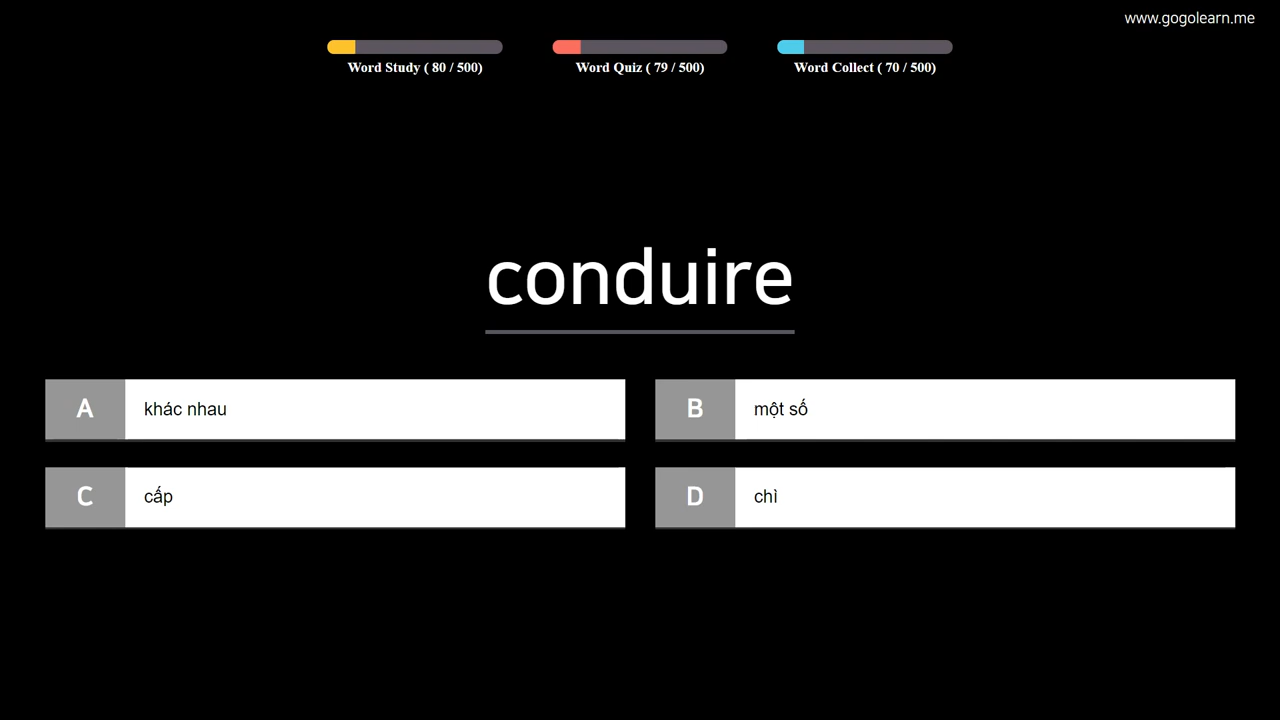 www.gogolearn.me
Word Study ( 80 / 500)
Word Quiz ( 79 / 500)
Word Collect ( 70 / 500)
conduire
A khác nhau
B một số
C cấp
D chì